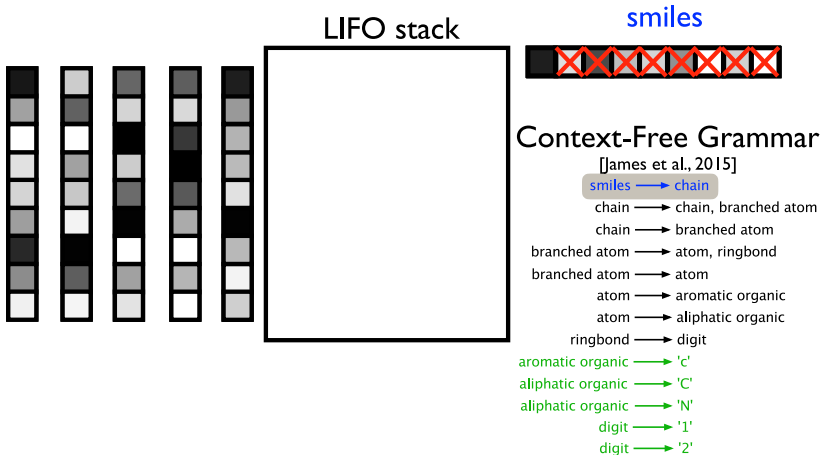 LIFO stack
smiles
Context-Free Grammar
[James et al., 2015]
smiles → chain
chain → chain, branched atom
chain → branched atom
branched atom → atom, ringbond
branched atom → atom
atom → aromatic organic
atom → aliphatic organic
ringbond → digit
aromatic organic → 'c'
aliphatic organic → 'C'
aliphatic organic → 'N'
digit → '1'
digit → '2'